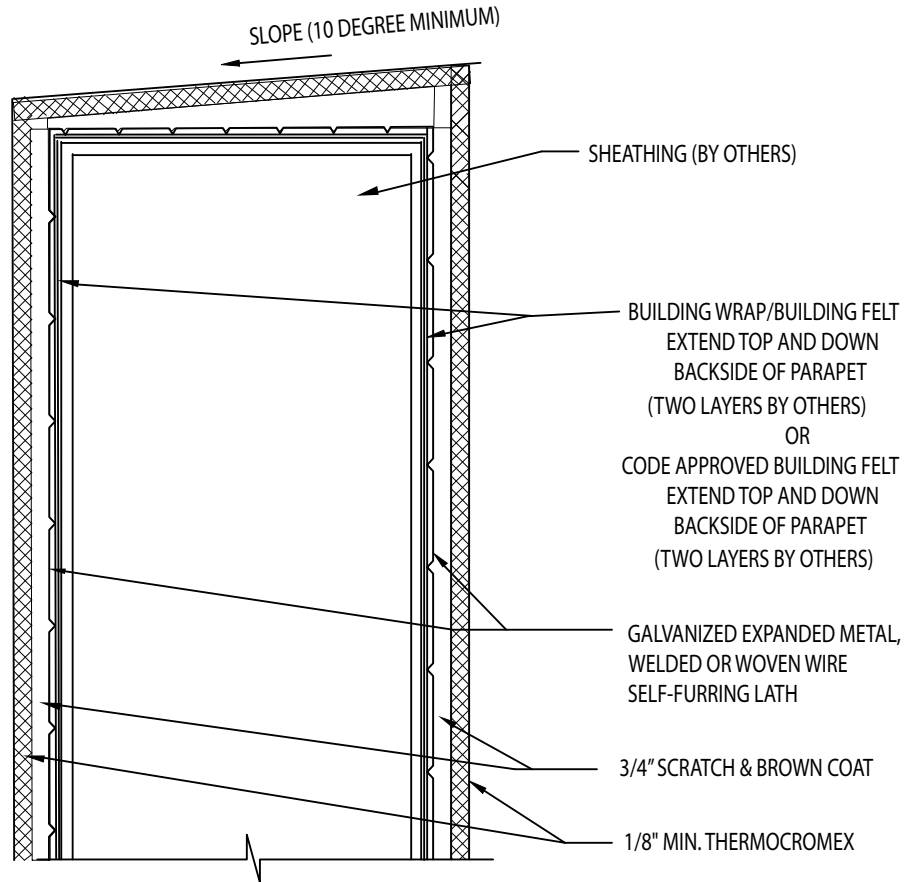 SLOPE (10 DEGREE MINIMUM)
SHEATHING (BY OTHERS)
BUILDING WRAP/BUILDING FELT
EXTEND TOP AND DOWN
BACKSIDE OF PARAPET
(TWO LAYERS BY OTHERS)
OR
CODE APPROVED BUILDING FELT
EXTEND TOP AND DOWN
BACKSIDE OF PARAPET
(TWO LAYERS BY OTHERS)
GALVANIZED EXPANDED METAL,
WELDED OR WOVEN WIRE
SELF-FURRING LATH
3/4" SCRATCH & BROWN COAT
1/8" MIN. THERMOCROMEX